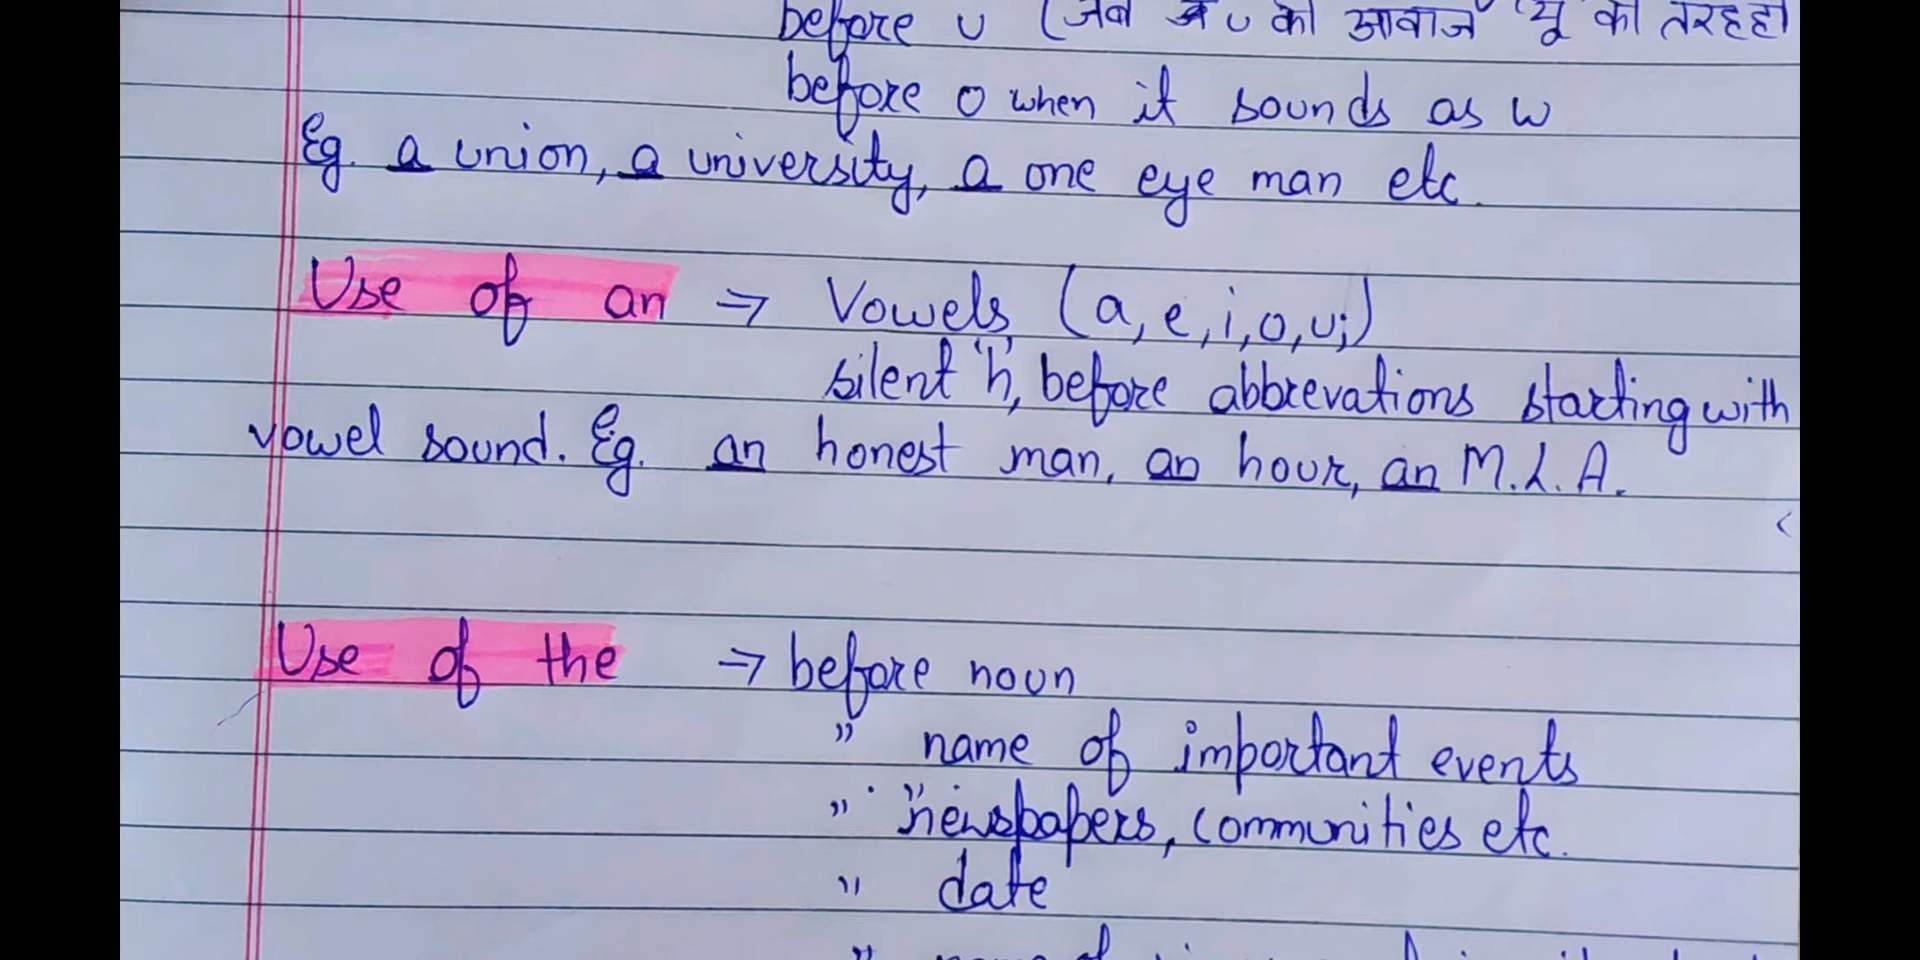 before u (जब u की आवाज यू की तरह हो
before o when it sounds as w
Eg. a union, a university, a one eye man etc.
Use of an ⇒ Vowels (a, e, i, o, u;)
silent 'h', before abbrevations starting with
vowel sound. Eg. an honest man, an hour, an M.L.A.
Use of the ⇒ before noun
" name of important events
" " newspapers, communities etc.
" date
" name of